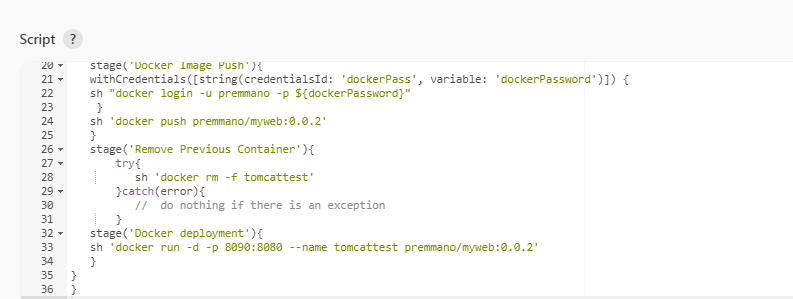 Script ?
20 stage('Docker Image Push'){
21 withCredentials([string(credentialsId: 'dockerPass', variable: 'dockerPassword')]) {
22 sh "docker login -u premmano -p ${dockerPassword}"
23 }
24 sh 'docker push premmano/myweb:0.0.2'
25 }
26 stage('Remove Previous Container'){
27 try{
28 sh 'docker rm -f tomcattest'
29 }catch(error){
30 // do nothing if there is an exception
31 }
32 stage('Docker deployment'){
33 sh 'docker run -d -p 8090:8080 --name tomcattest premmano/myweb:0.0.2'
34 }
35 }
36 }